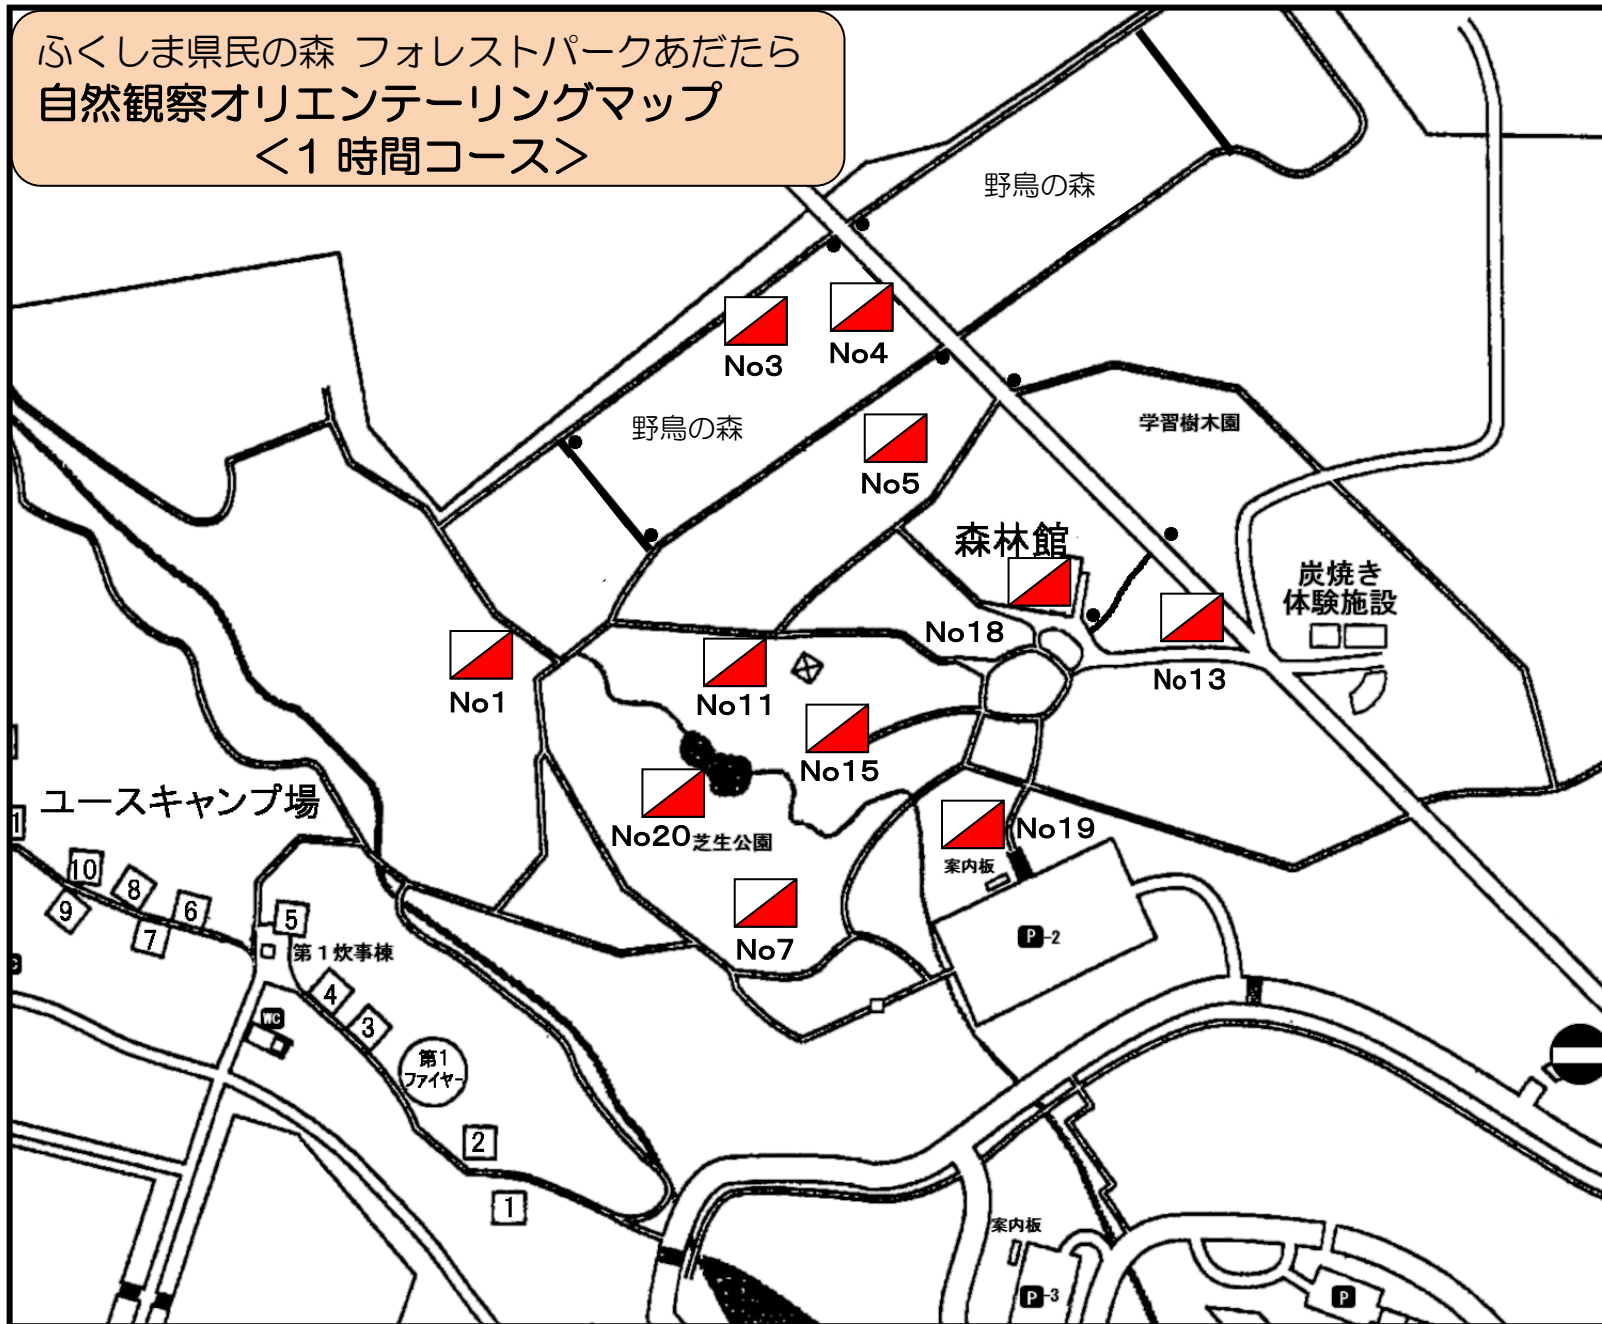 ふくしま県民の森 フォレストパークあだたら
自然観察オリエンテーリングマップ
＜1時間コース＞
野鳥の森
No3
No4
野鳥の森
学習樹木園
No5
森林館
炭焼き
体験施設
No18
No13
No1
No11
No15
ユースキャンプ場
No20
芝生公園
No19
案内板
1
10
8
9
6
7
5
No7
P-2
第1炊事棟
4
3
WC
第1
ファイヤー
2
1
案内板
P-3
P